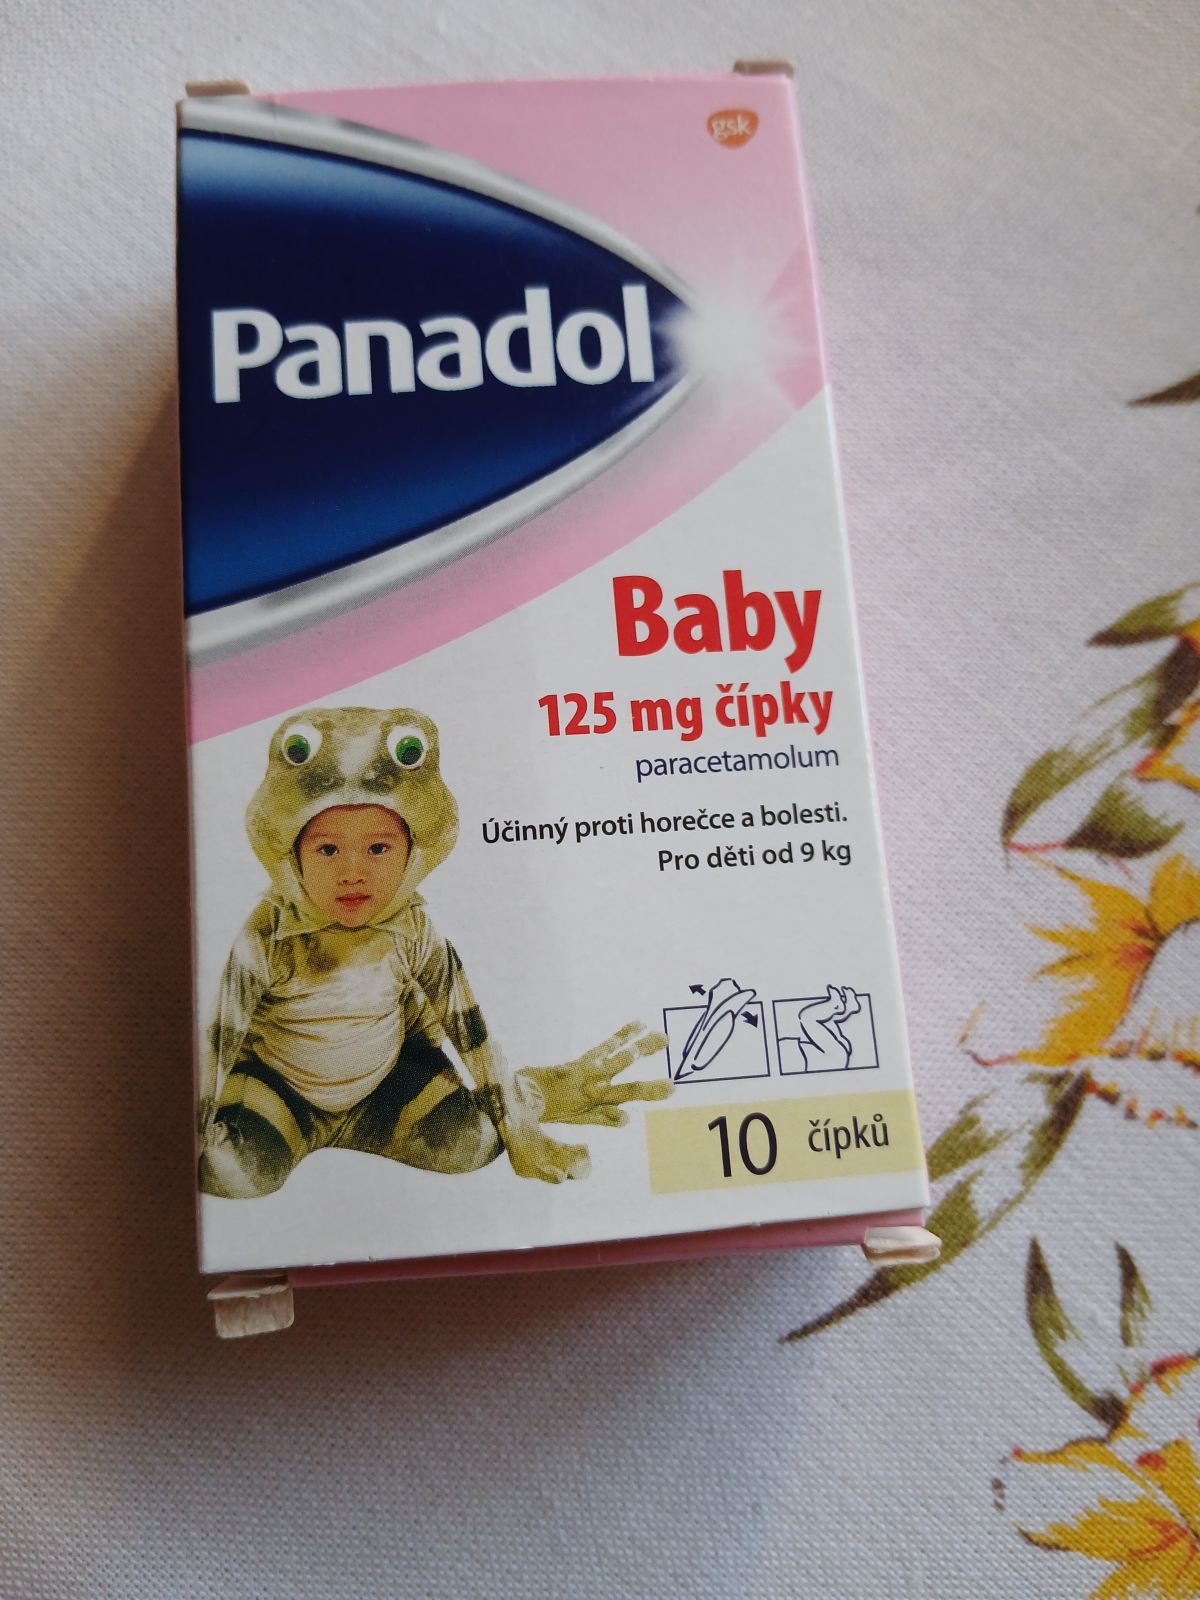 gsk
Panadol
Baby
125 mg čípky
paracetamolum
Účinný proti horečce a bolesti.
Pro děti od 9 kg
10 čípků